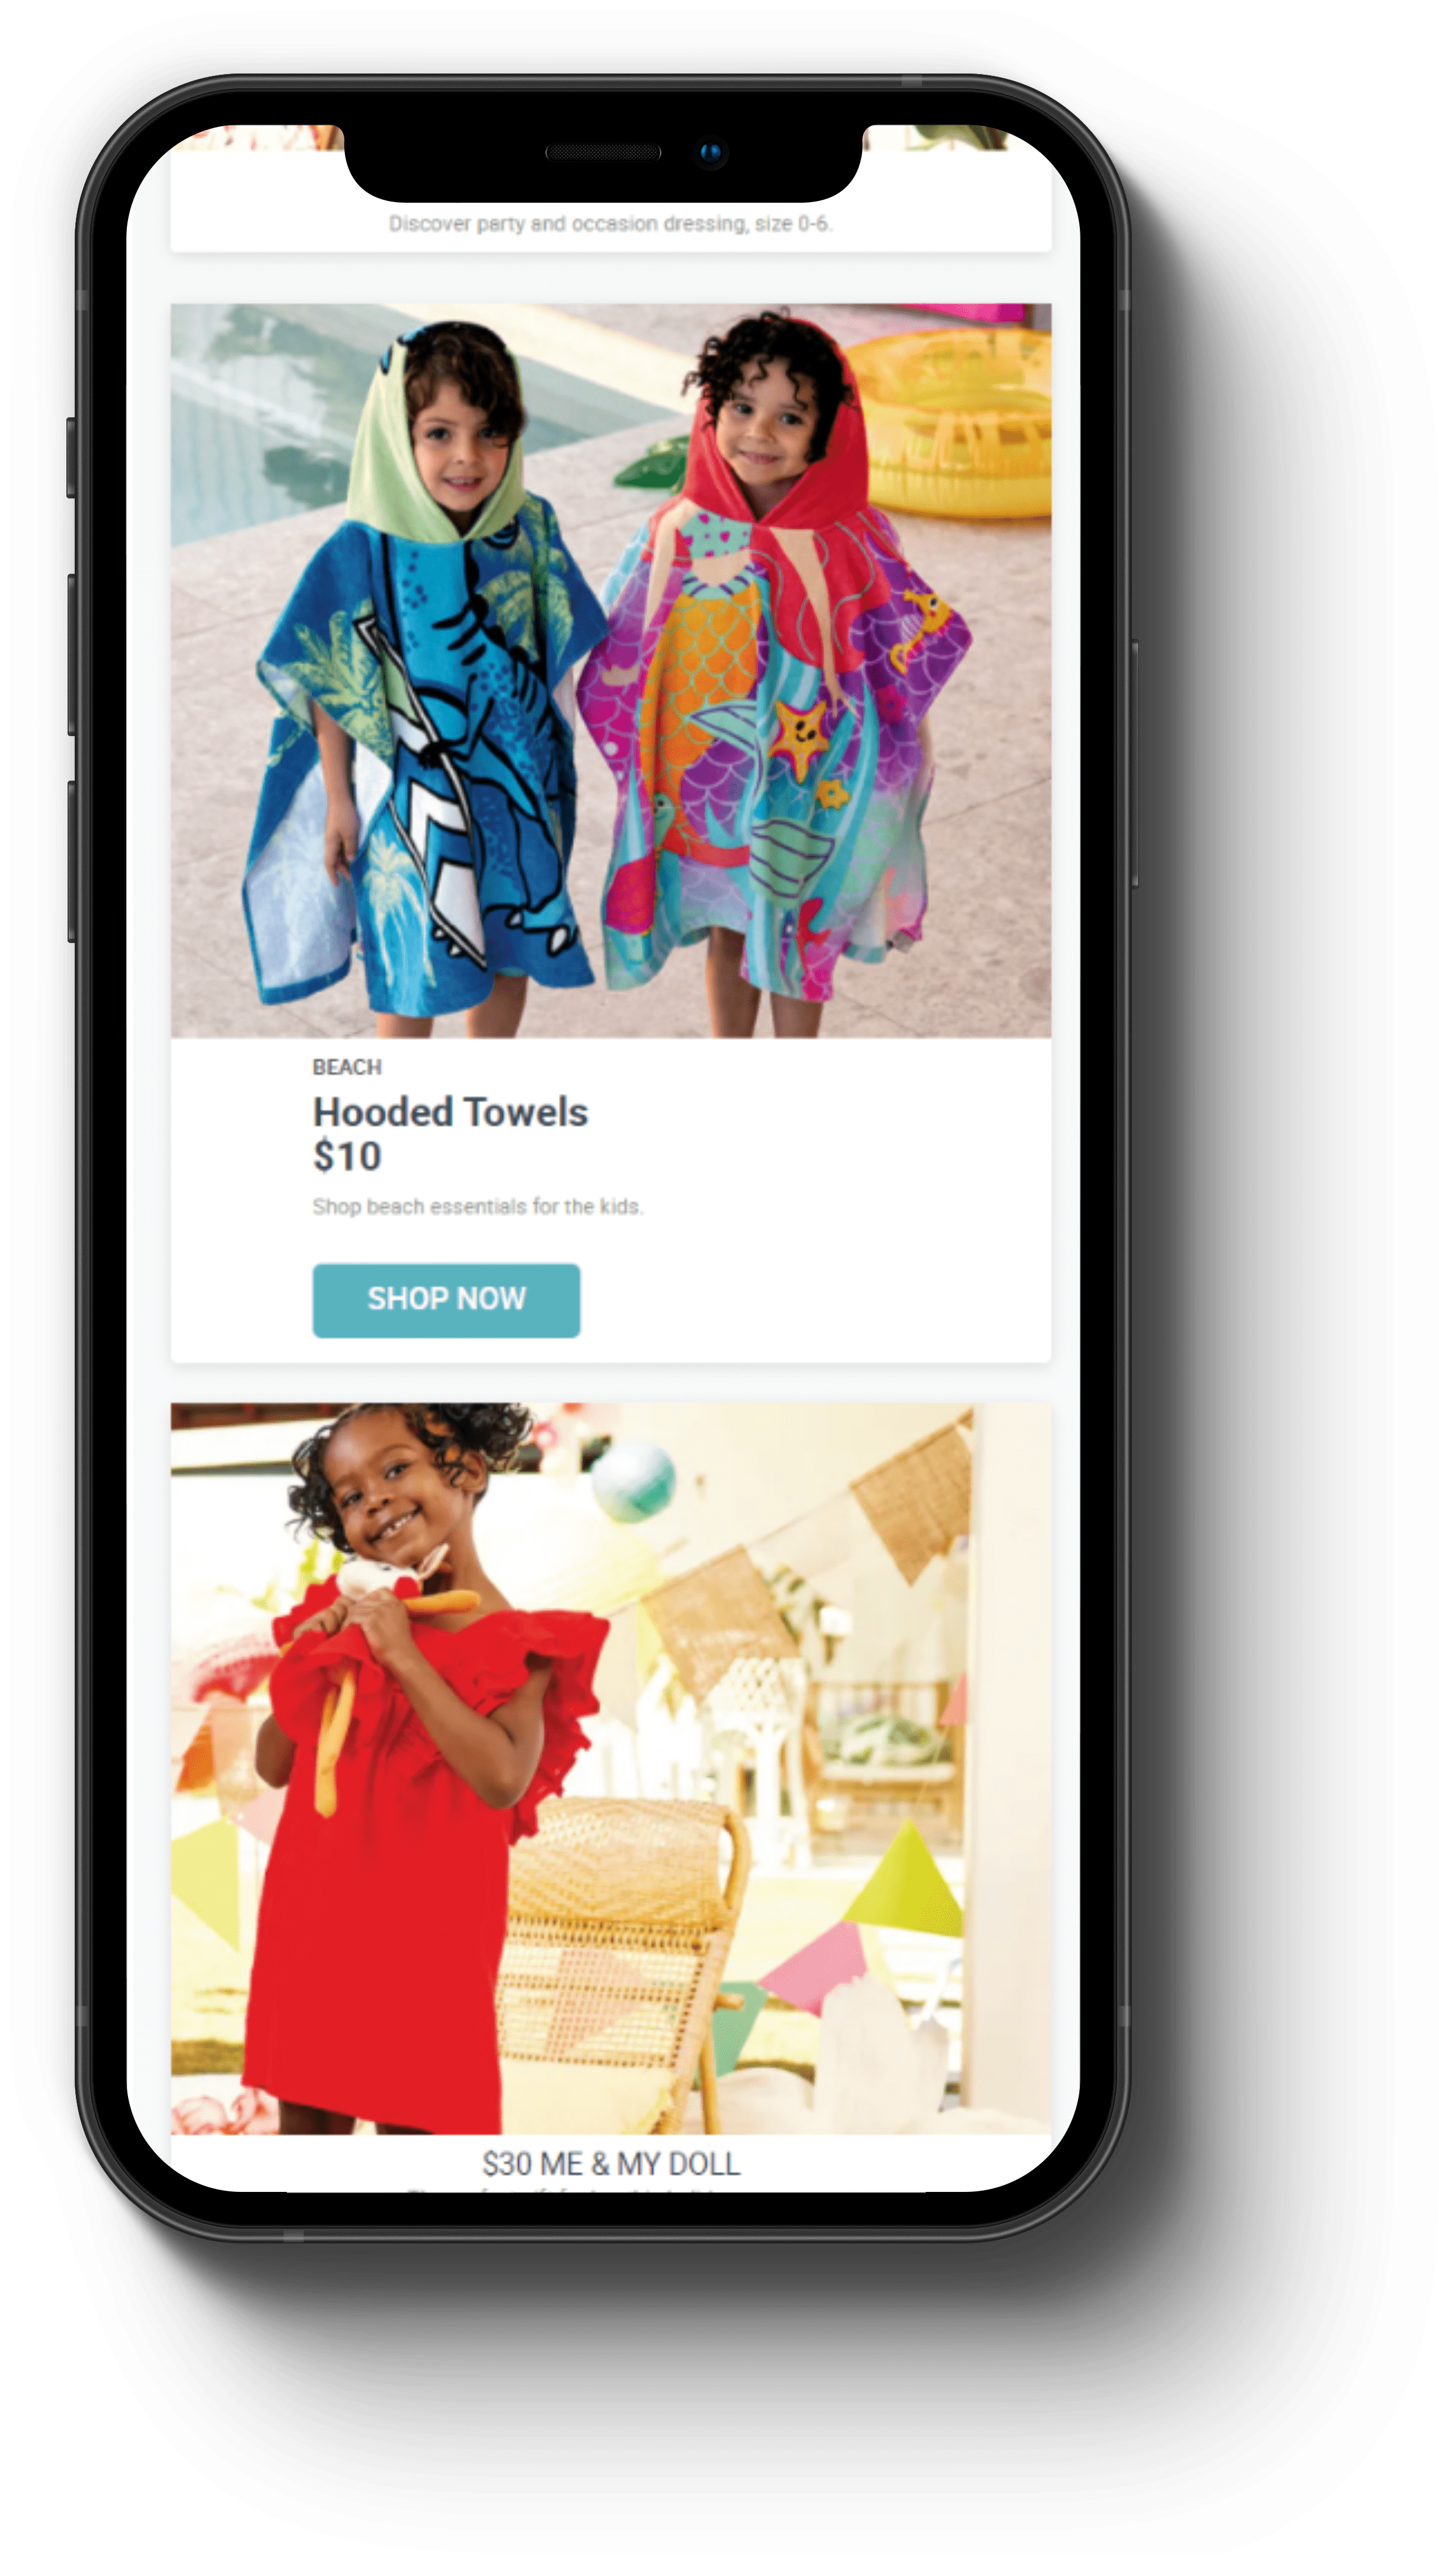 Discover party and occasion dressing, size 0-6.
BEACH
Hooded Towels
$10
Shop beach essentials for the kids.
SHOP NOW
$30 ME & MY DOLL